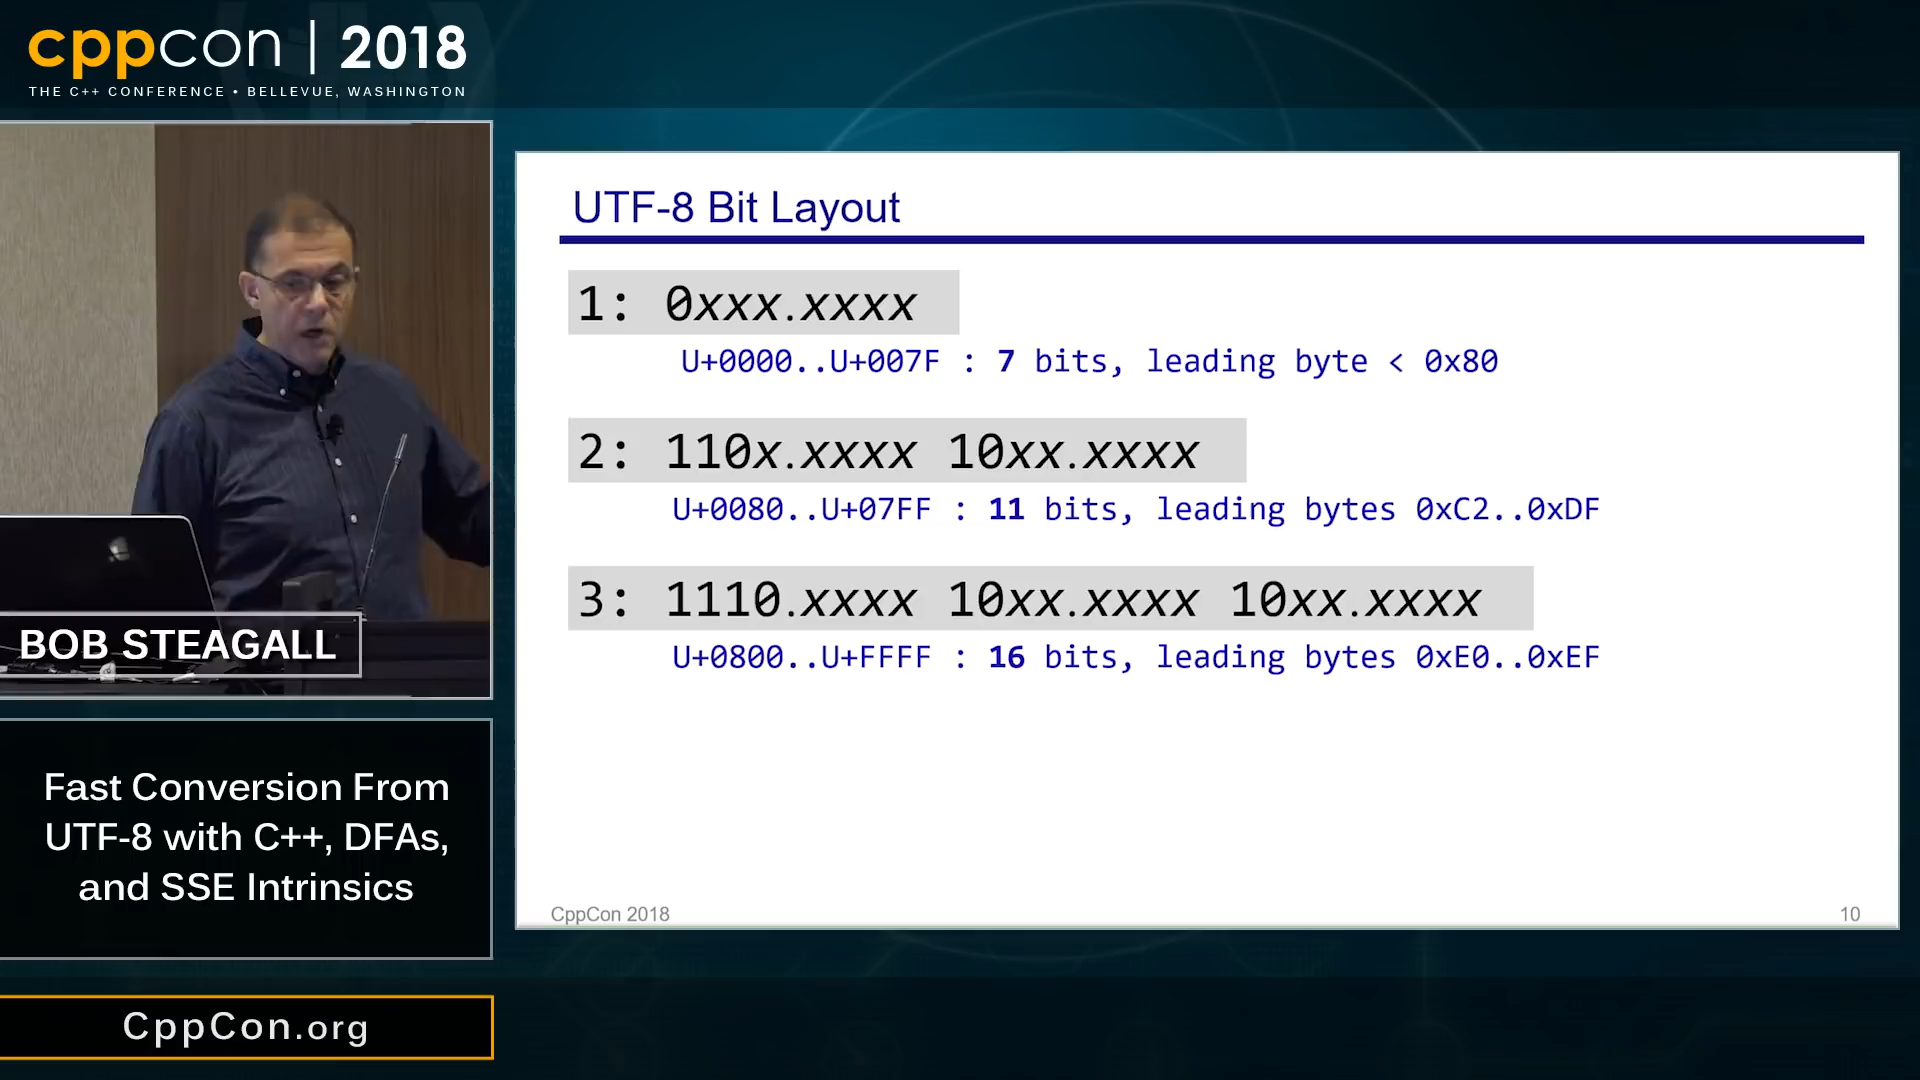 cppcon | 2018
THE C++ CONFERENCE • BELLEVUE, WASHINGTON
BOB STEAGALL
Fast Conversion From
UTF-8 with C++, DFAs,
and SSE Intrinsics
CppCon.org
UTF-8 Bit Layout
1: 0xxx.xxxx
U+0000..U+007F : 7 bits, leading byte < 0x80
2: 110x.xxxx 10xx.xxxx
U+0080..U+07FF : 11 bits, leading bytes 0xC2..0xDF
3: 1110.xxxx 10xx.xxxx 10xx.xxxx
U+0800..U+FFFF : 16 bits, leading bytes 0xE0..0xEF
CppCon 2018
10